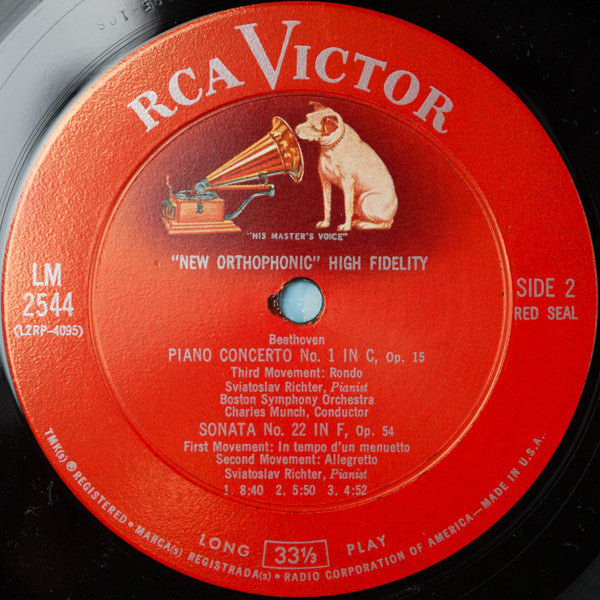 RCA VICTOR
"HIS MASTER'S VOICE"
"NEW ORTHOPHONIC" HIGH FIDELITY
LM
2544
(L2RP-4095)
SIDE 2
RED SEAL
Beethoven
PIANO CONCERTO No. 1 IN C, Op. 15
Third Movement: Rondo
Sviatoslav Richter, Pianist
Boston Symphony Orchestra
Charles Munch, Conductor
SONATA No. 22 IN F, Op. 54
First Movement: In tempo d'un menuetto
Second Movement: Allegretto
Sviatoslav Richter, Pianist
1. 8:40 2. 5:50 3. 4:52
LONG 33⅓ PLAY
TMK(s) ® REGISTERED • MARCA(s) REGISTRADA(s) • RADIO CORPORATION OF AMERICA—MADE IN U.S.A.